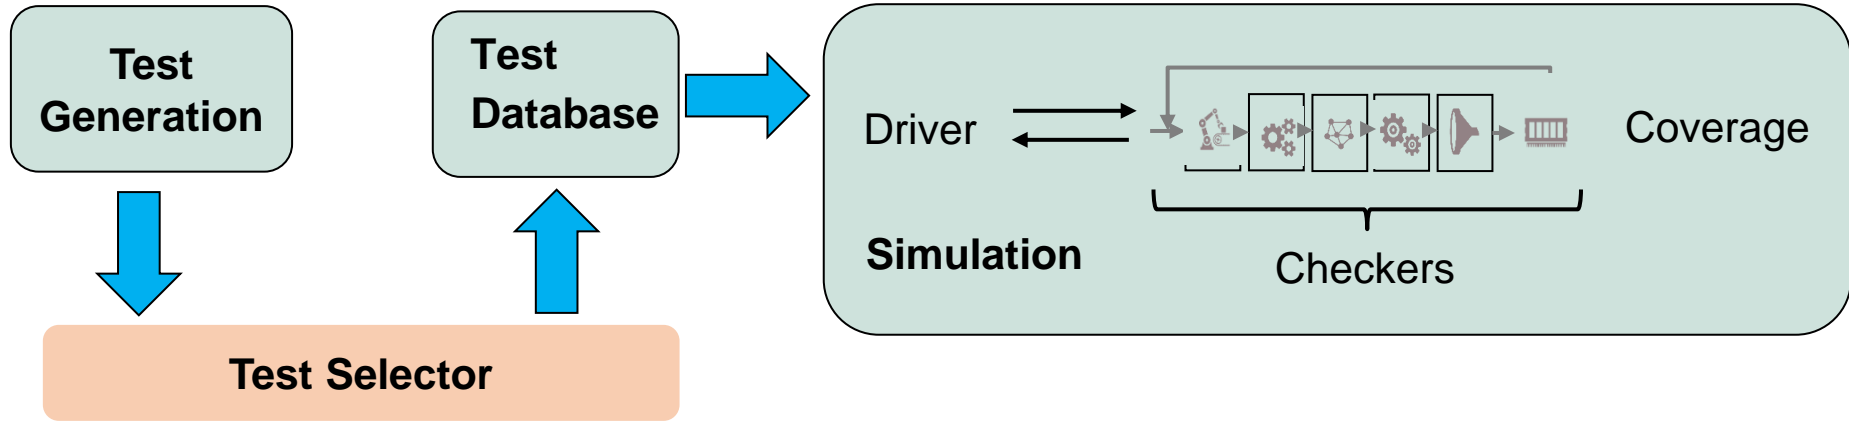 Test
Generation
Test
Database
Driver
Coverage
Simulation
Checkers
Test Selector